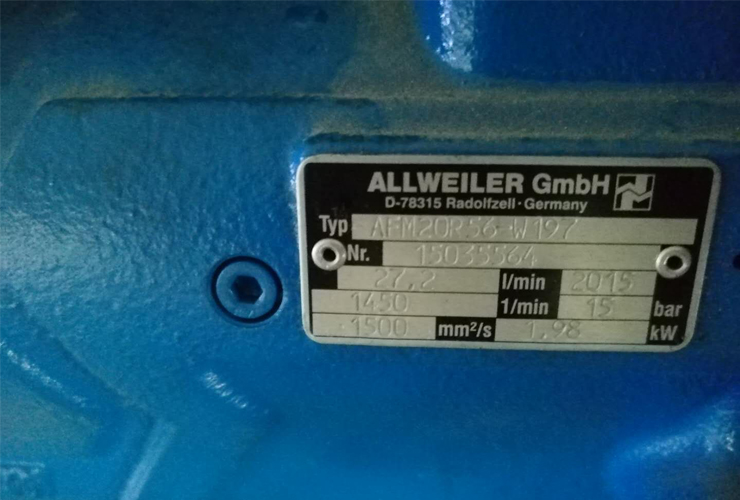 ALLWEILER GmbH
D-78315 Radolfzell · Germany
Typ AFM20R56-W197
Nr. 15035564
27,2 l/min 2015
1450 1/min 15 bar
1500 mm²/s 1,98 kW